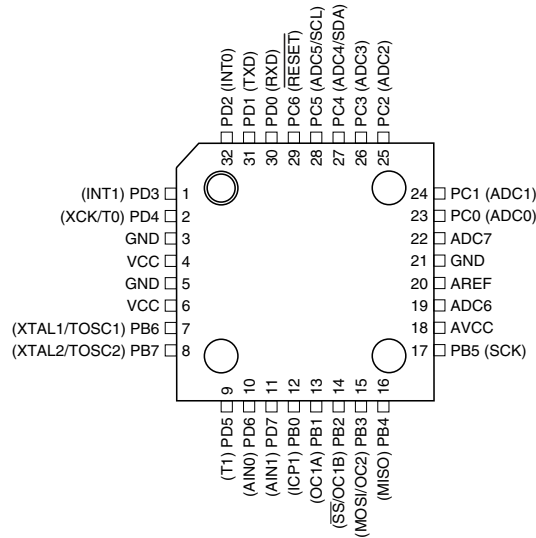 32 PD2 (INT0)
31 PD1 (TXD)
30 PD0 (RXD)
29 PC6 (RESET)
28 PC5 (ADC5/SCL)
27 PC4 (ADC4/SDA)
26 PC3 (ADC3)
25 PC2 (ADC2)
(INT1) PD3 1
(XCK/T0) PD4 2
GND 3
VCC 4
GND 5
VCC 6
(XTAL1/TOSC1) PB6 7
(XTAL2/TOSC2) PB7 8
24 PC1 (ADC1)
23 PC0 (ADC0)
22 ADC7
21 GND
20 AREF
19 ADC6
18 AVCC
17 PB5 (SCK)
(T1) PD5 9
(AIN0) PD6 10
(AIN1) PD7 11
(ICP1) PB0 12
(OC1A) PB1 13
(SS/OC1B) PB2 14
(MOSI/OC2) PB3 15
(MISO) PB4 16